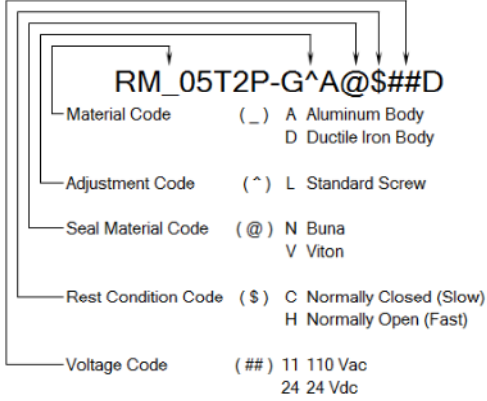 RM_05T2P-G^A@$##D
Material Code ( _ ) A Aluminum Body
D Ductile Iron Body
Adjustment Code ( ^ ) L Standard Screw
Seal Material Code ( @ ) N Buna
V Viton
Rest Condition Code ( $ ) C Normally Closed (Slow)
H Normally Open (Fast)
Voltage Code ( ## ) 11 110 Vac
24 24 Vdc